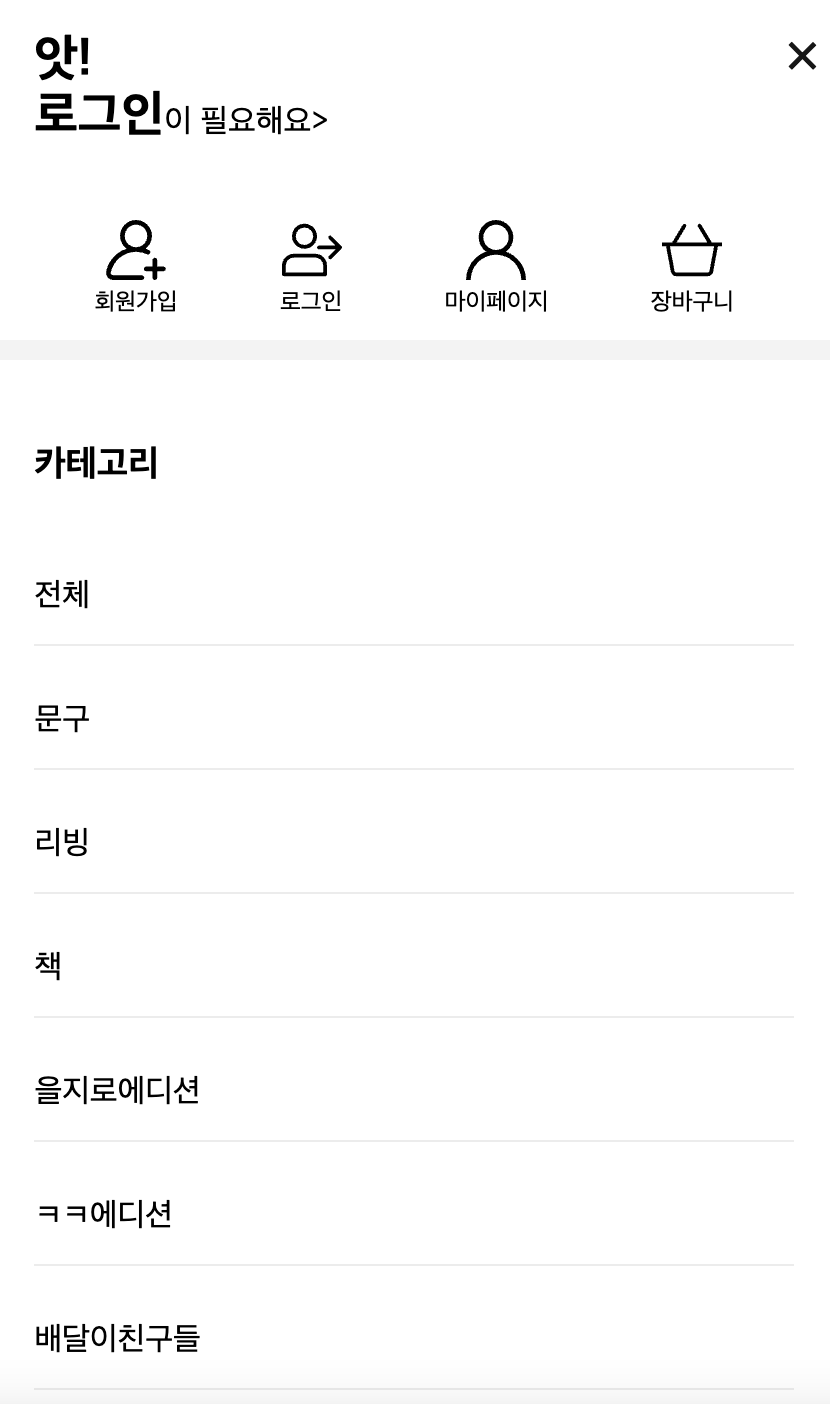 앗!
로그인이 필요해요>
회원가입 로그인 마이페이지 장바구니
카테고리
전체
문구
리빙
책
을지로에디션
ㅋㅋ에디션
배달이친구들